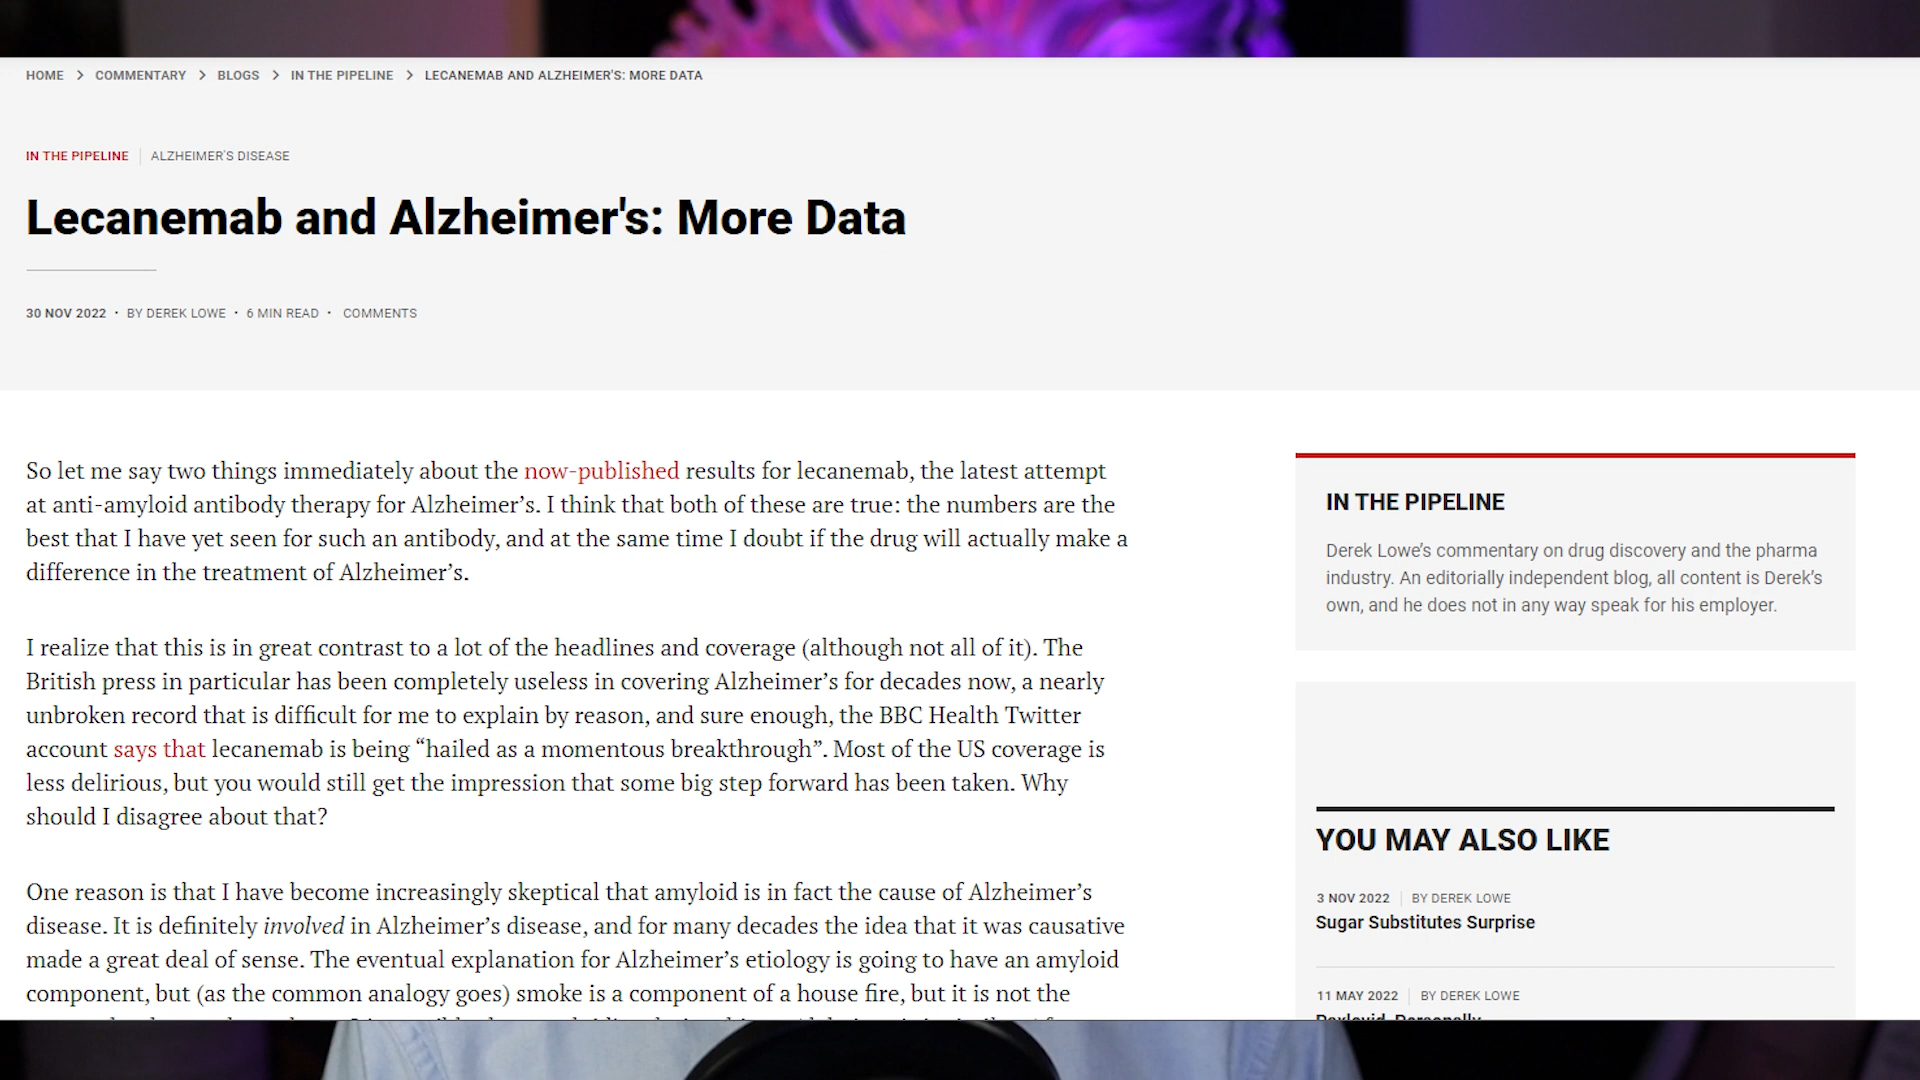 HOME > COMMENTARY > BLOGS > IN THE PIPELINE > LECANEMAB AND ALZHEIMER'S: MORE DATA
IN THE PIPELINE | ALZHEIMER'S DISEASE
Lecanemab and Alzheimer's: More Data
30 NOV 2022 • BY DEREK LOWE • 6 MIN READ • COMMENTS
So let me say two things immediately about the now-published results for lecanemab, the latest attempt
at anti-amyloid antibody therapy for Alzheimer’s. I think that both of these are true: the numbers are the
best that I have yet seen for such an antibody, and at the same time I doubt if the drug will actually make a
difference in the treatment of Alzheimer’s.
I realize that this is in great contrast to a lot of the headlines and coverage (although not all of it). The
British press in particular has been completely useless in covering Alzheimer’s for decades now, a nearly
unbroken record that is difficult for me to explain by reason, and sure enough, the BBC Health Twitter
account says that lecanemab is being “hailed as a momentous breakthrough”. Most of the US coverage is
less delirious, but you would still get the impression that some big step forward has been taken. Why
should I disagree about that?
One reason is that I have become increasingly skeptical that amyloid is in fact the cause of Alzheimer’s
disease. It is definitely involved in Alzheimer’s disease, and for many decades the idea that it was causative
made a great deal of sense. The eventual explanation for Alzheimer’s etiology is going to have an amyloid
component, but (as the common analogy goes) smoke is a component of a house fire, but it is not the
IN THE PIPELINE
Derek Lowe’s commentary on drug discovery and the pharma
industry. An editorially independent blog, all content is Derek’s
own, and he does not in any way speak for his employer.
YOU MAY ALSO LIKE
3 NOV 2022 | BY DEREK LOWE
Sugar Substitutes Surprise
11 MAY 2022 | BY DEREK LOWE
Paxlovid, Personally